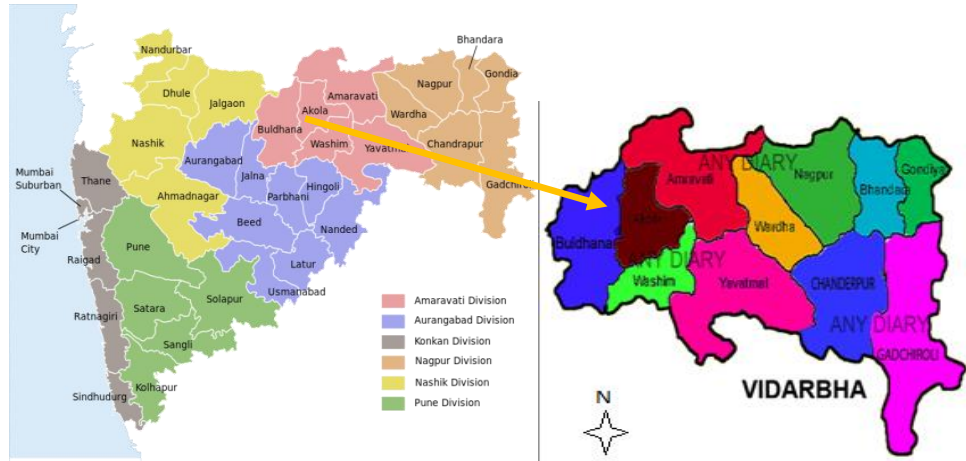 Nandurbar
Bhandara
Dhule
Jalgaon
Nagpur
Gondia
Amaravati
Akola
Wardha
Buldhana
Nashik
Washim
Yavatmal
Chandrapur
Aurangabad
Jalna
Hingoli
Parbhani
Gadchiroli
Mumbai
Suburban
Thane
Ahmadnagar
Beed
Nanded
Mumbai
City
Pune
Raigad
Latur
Usmanabad
Solapur
Satara
Ratnagiri
Sangli
Kolhapur
Sindhudurg
Amaravati Division
Aurangabad Division
Konkan Division
Nagpur Division
Nashik Division
Pune Division
ANY DIARY
Amravati
Nagpur
Gondiya
Bhandara
Wardha
Buldhana
ANY DIARY
Washim
Yavatmal
CHANDERPUR
ANY DIARY
GADCHIROLI
VIDARBHA
N